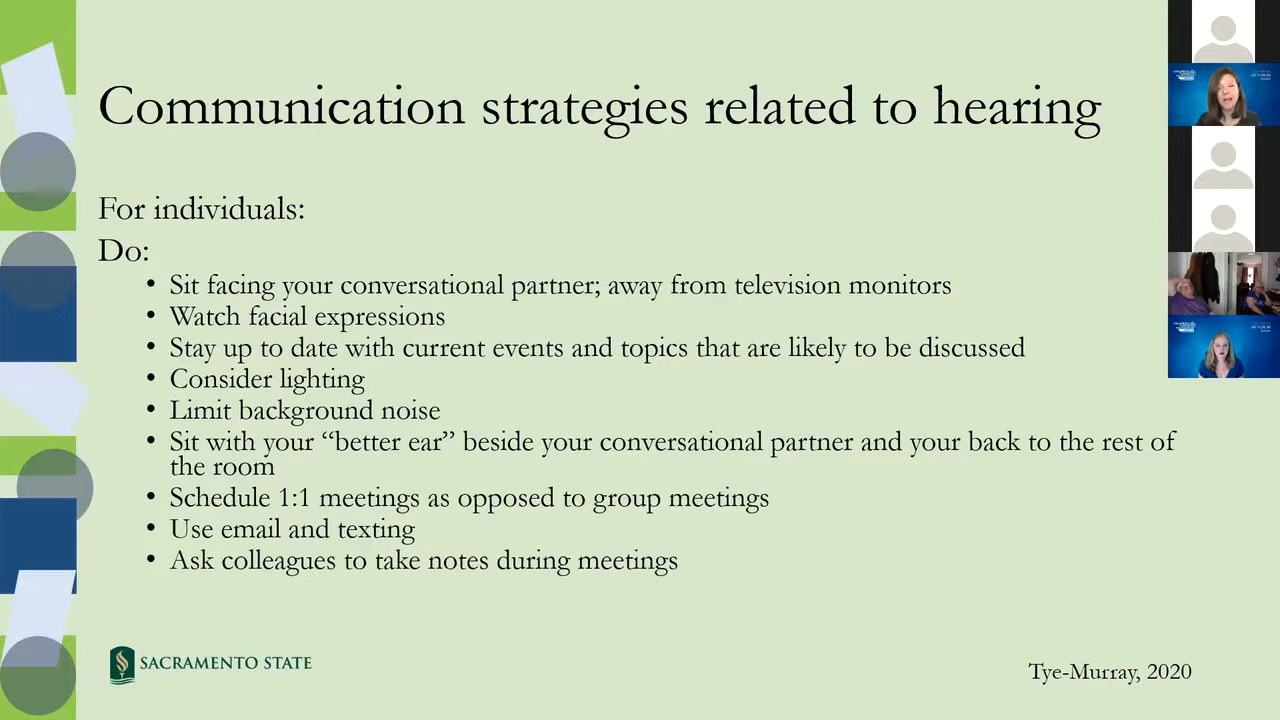 Communication strategies related to hearing
For individuals:
Do:
• Sit facing your conversational partner; away from television monitors
• Watch facial expressions
• Stay up to date with current events and topics that are likely to be discussed
• Consider lighting
• Limit background noise
• Sit with your “better ear” beside your conversational partner and your back to the rest of
the room
• Schedule 1:1 meetings as opposed to group meetings
• Use email and texting
• Ask colleagues to take notes during meetings
SACRAMENTO STATE
Tye-Murray, 2020